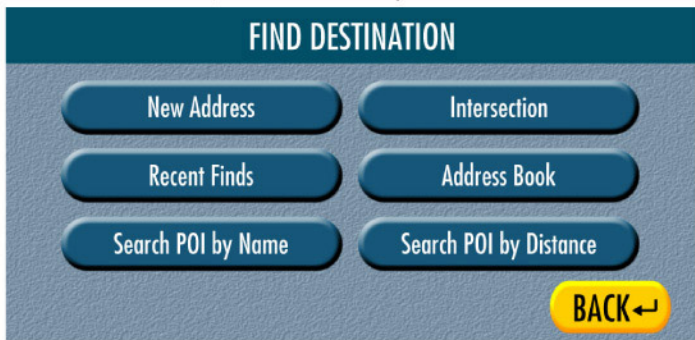 FIND DESTINATION
New Address
Intersection
Recent Finds
Address Book
Search POI by Name
Search POI by Distance
BACK